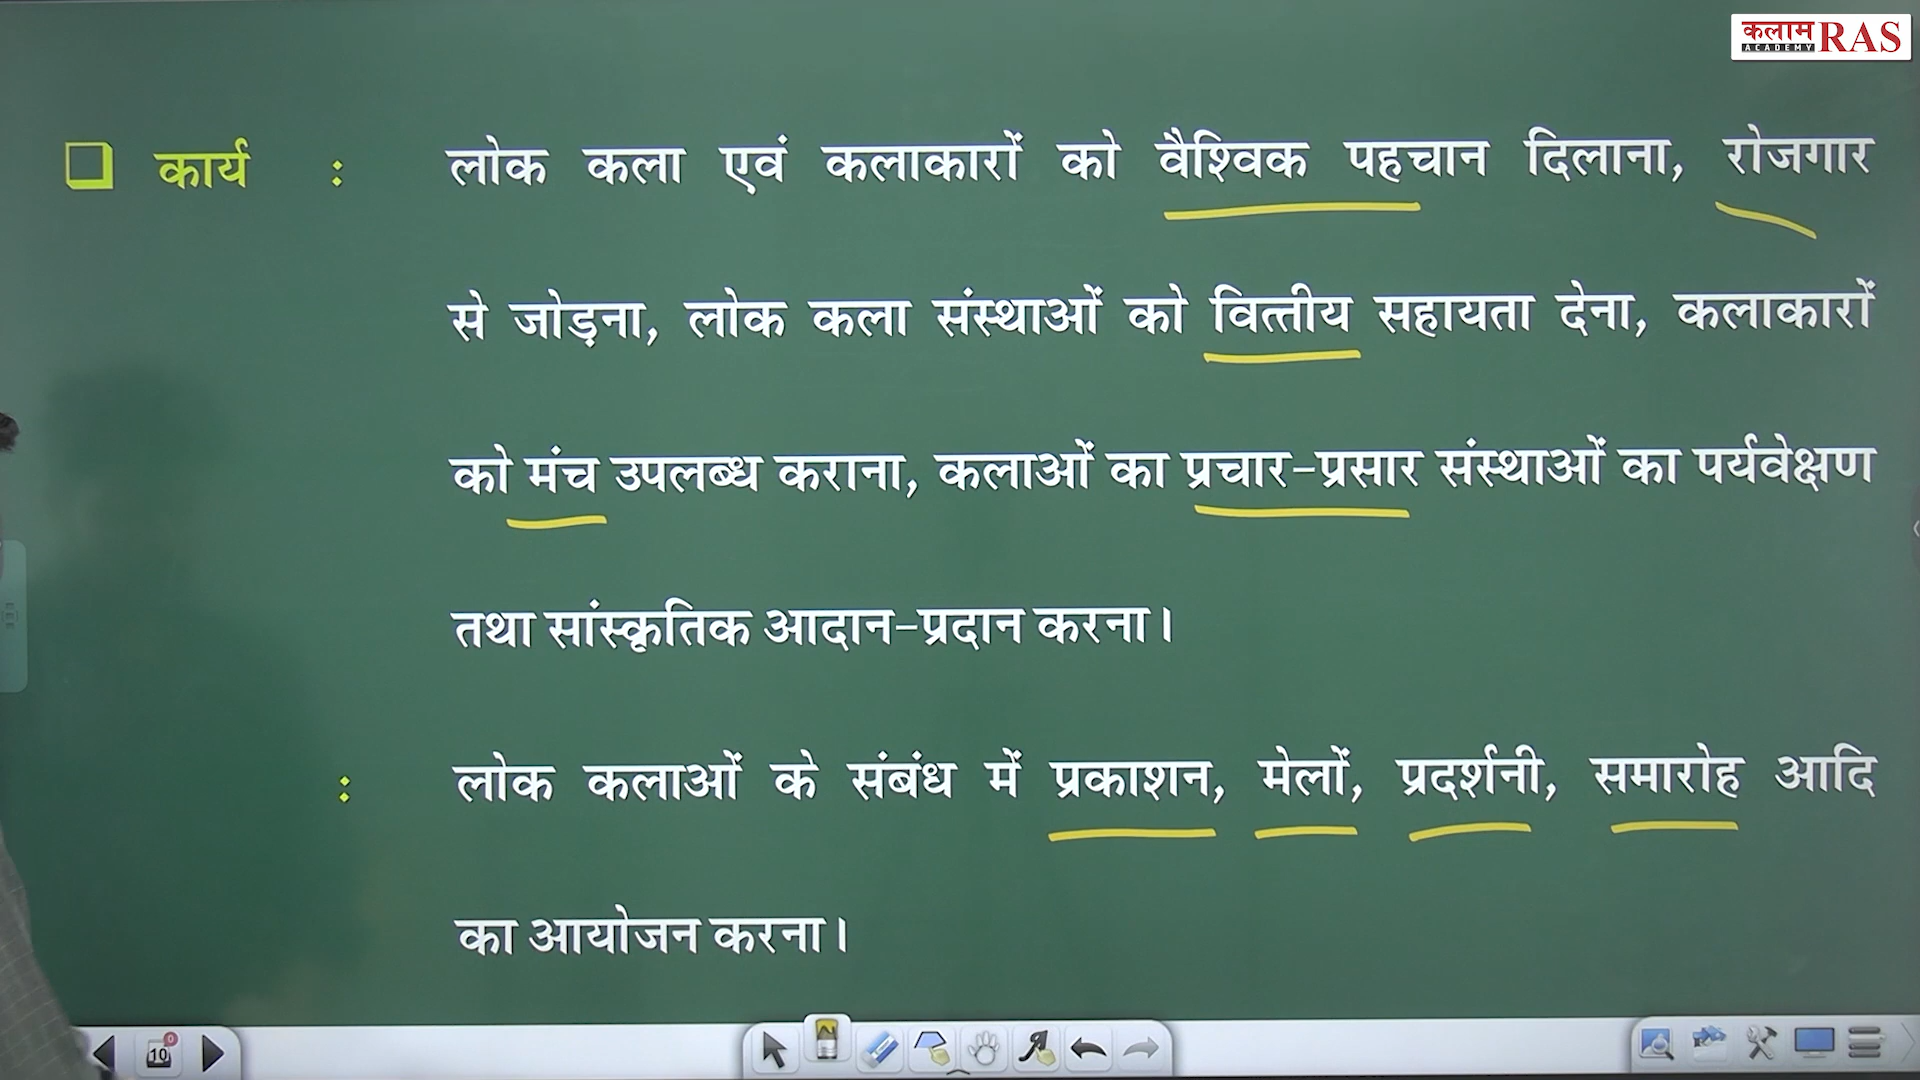 कलाम RAS
ACADEMY
❑ कार्य : लोक कला एवं कलाकारों को वैश्विक पहचान दिलाना, रोजगार
से जोड़ना, लोक कला संस्थाओं को वित्तीय सहायता देना, कलाकारों
को मंच उपलब्ध कराना, कलाओं का प्रचार-प्रसार संस्थाओं का पर्यवेक्षण
तथा सांस्कृतिक आदान-प्रदान करना।
: लोक कलाओं के संबंध में प्रकाशन, मेलों, प्रदर्शनी, समारोह आदि
का आयोजन करना।
10
0